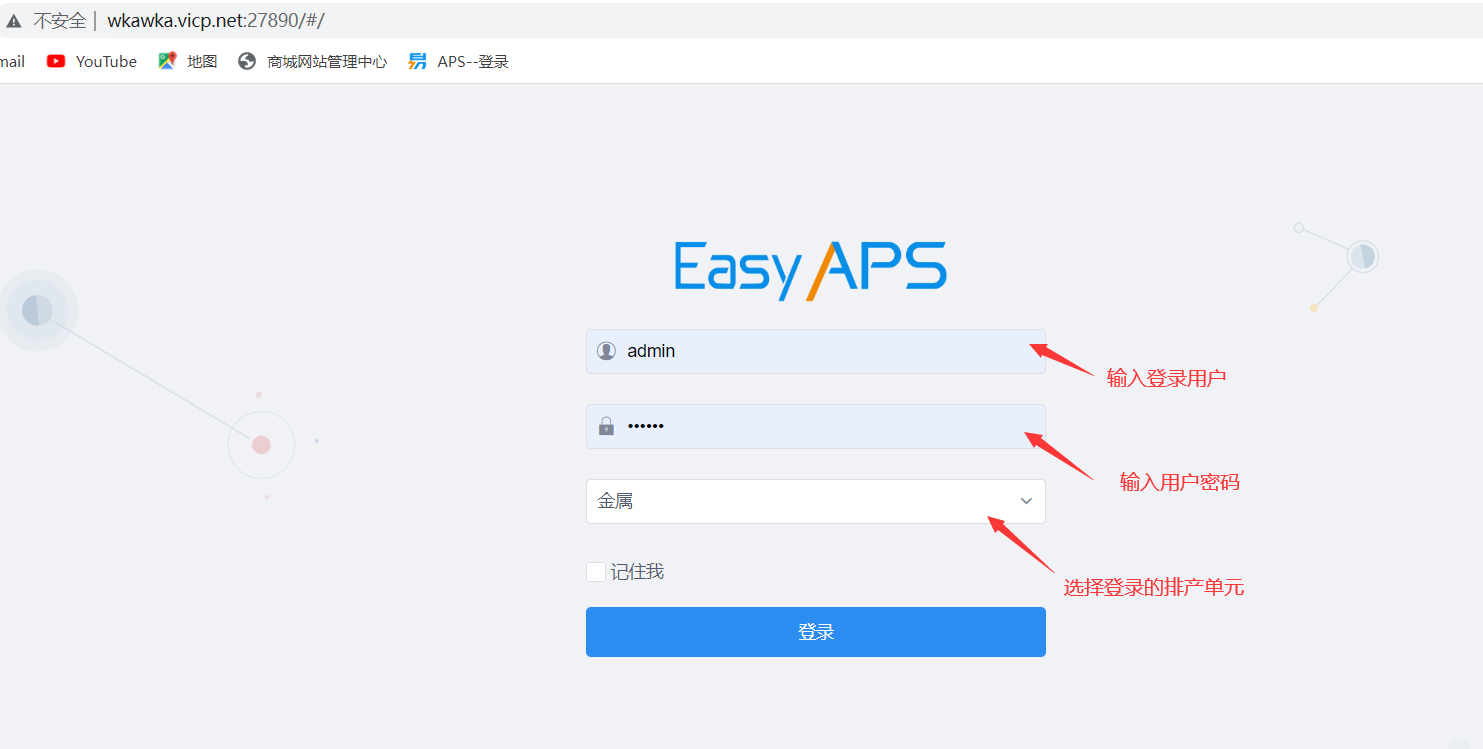 不安全 | wkawka.vicp.net:27890/#/
mail YouTube 地图 商城网站管理中心 APS--登录
Easy APS
admin
输入登录用户
••••••
输入用户密码
金属
记住我
选择登录的排产单元
登录